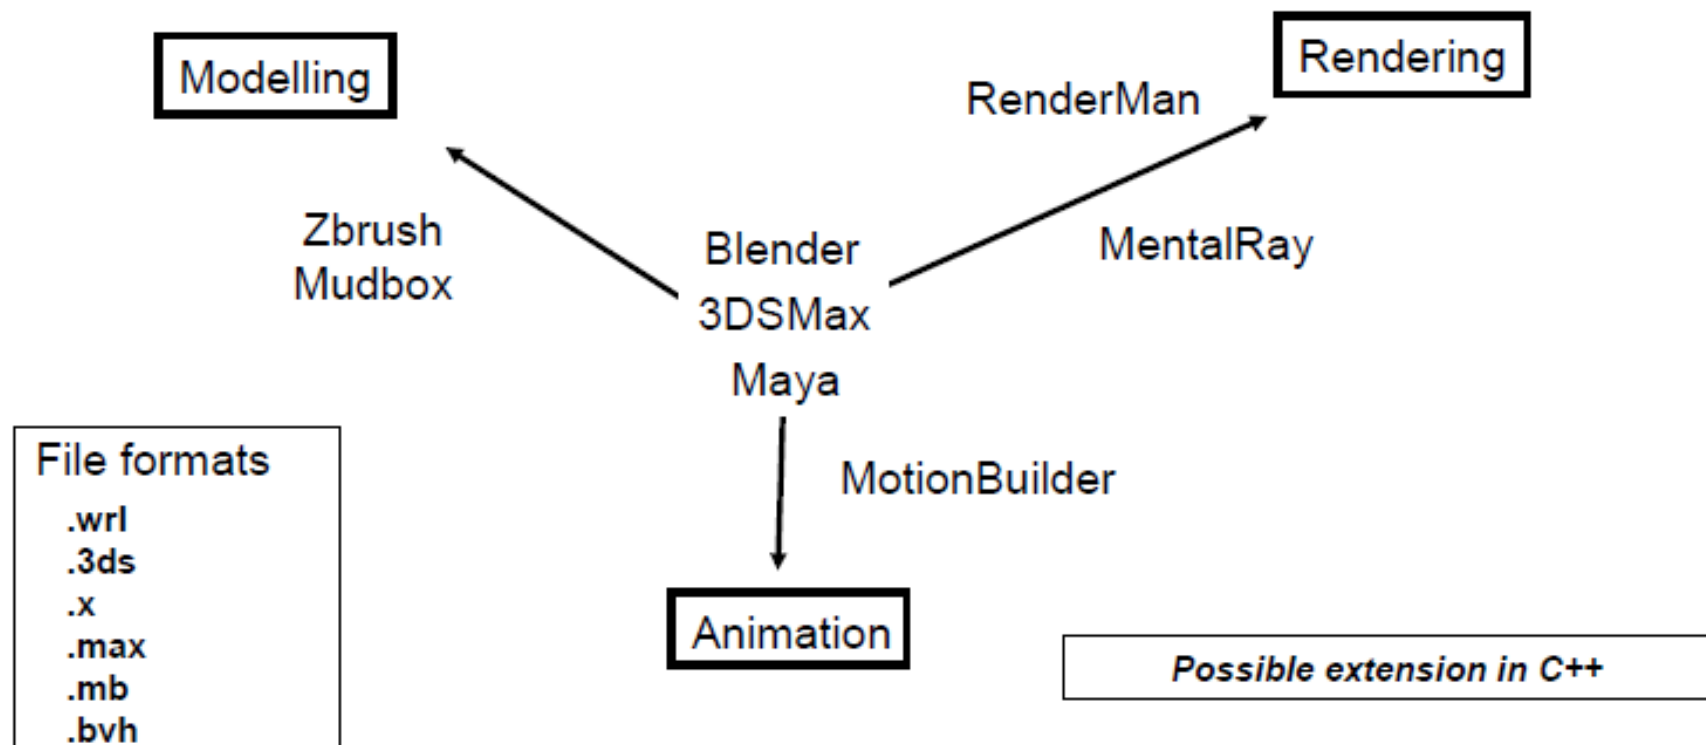 Modelling
Rendering
RenderMan
Zbrush
Mudbox
Blender
3DSMax
Maya
MentalRay
MotionBuilder
File formats
.wrl
.3ds
.x
.max
.mb
.bvh
Animation
Possible extension in C++